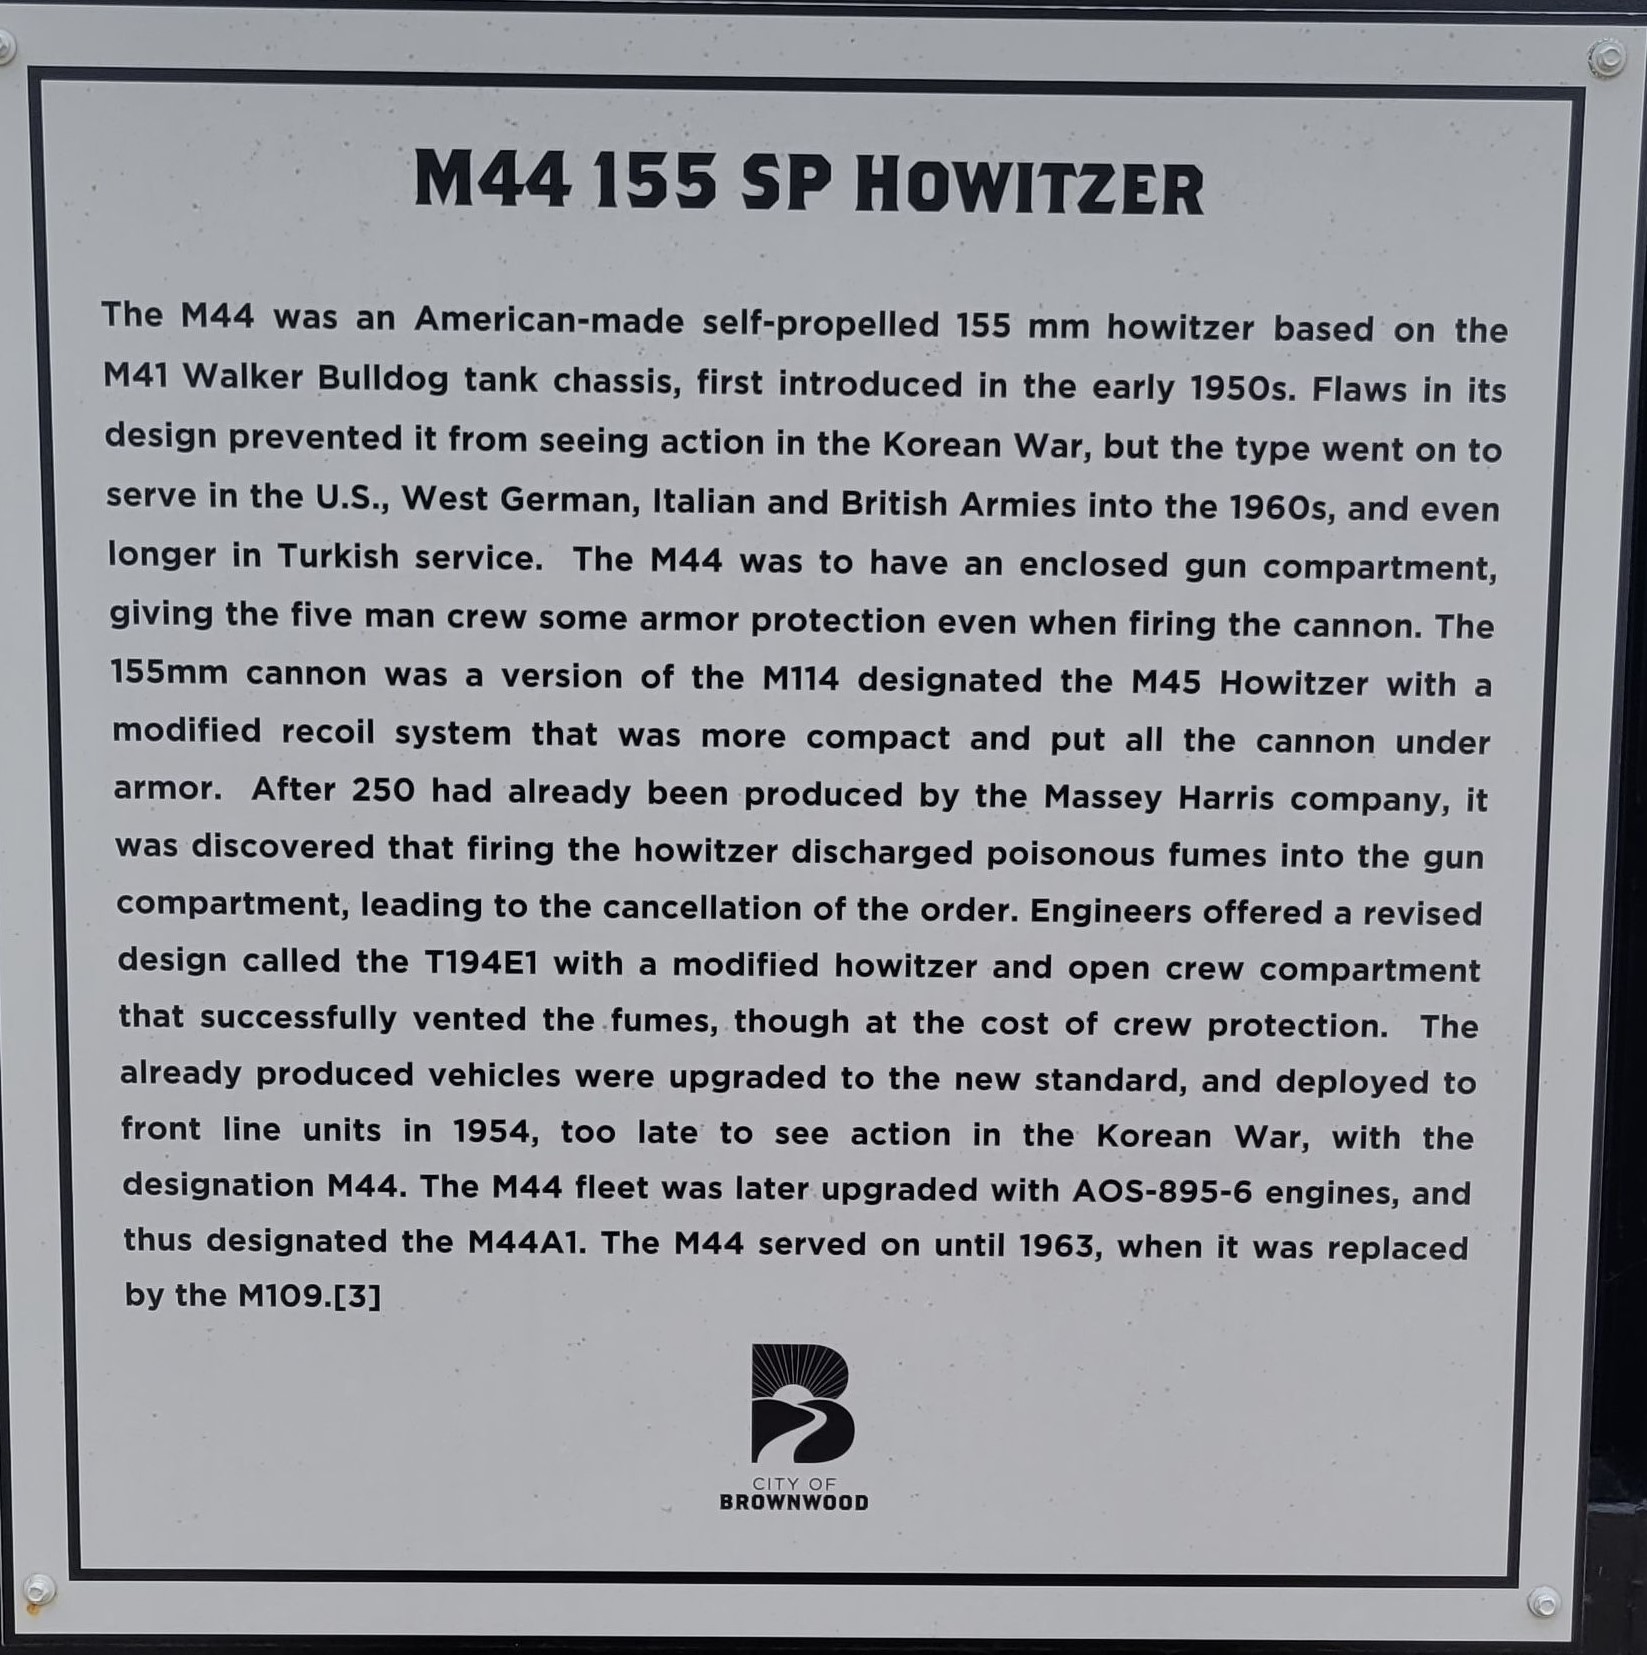 M44 155 SP HOWITZER
The M44 was an American-made self-propelled 155 mm howitzer based on the
M41 Walker Bulldog tank chassis, first introduced in the early 1950s. Flaws in its
design prevented it from seeing action in the Korean War, but the type went on to
serve in the U.S., West German, Italian and British Armies into the 1960s, and even
longer in Turkish service. The M44 was to have an enclosed gun compartment,
giving the five man crew some armor protection even when firing the cannon. The
155mm cannon was a version of the M114 designated the M45 Howitzer with a
modified recoil system that was more compact and put all the cannon under
armor. After 250 had already been produced by the Massey Harris company, it
was discovered that firing the howitzer discharged poisonous fumes into the gun
compartment, leading to the cancellation of the order. Engineers offered a revised
design called the T194E1 with a modified howitzer and open crew compartment
that successfully vented the fumes, though at the cost of crew protection. The
already produced vehicles were upgraded to the new standard, and deployed to
front line units in 1954, too late to see action in the Korean War, with the
designation M44. The M44 fleet was later upgraded with AOS-895-6 engines, and
thus designated the M44A1. The M44 served on until 1963, when it was replaced
by the M109.[3]
CITY OF
BROWNWOOD